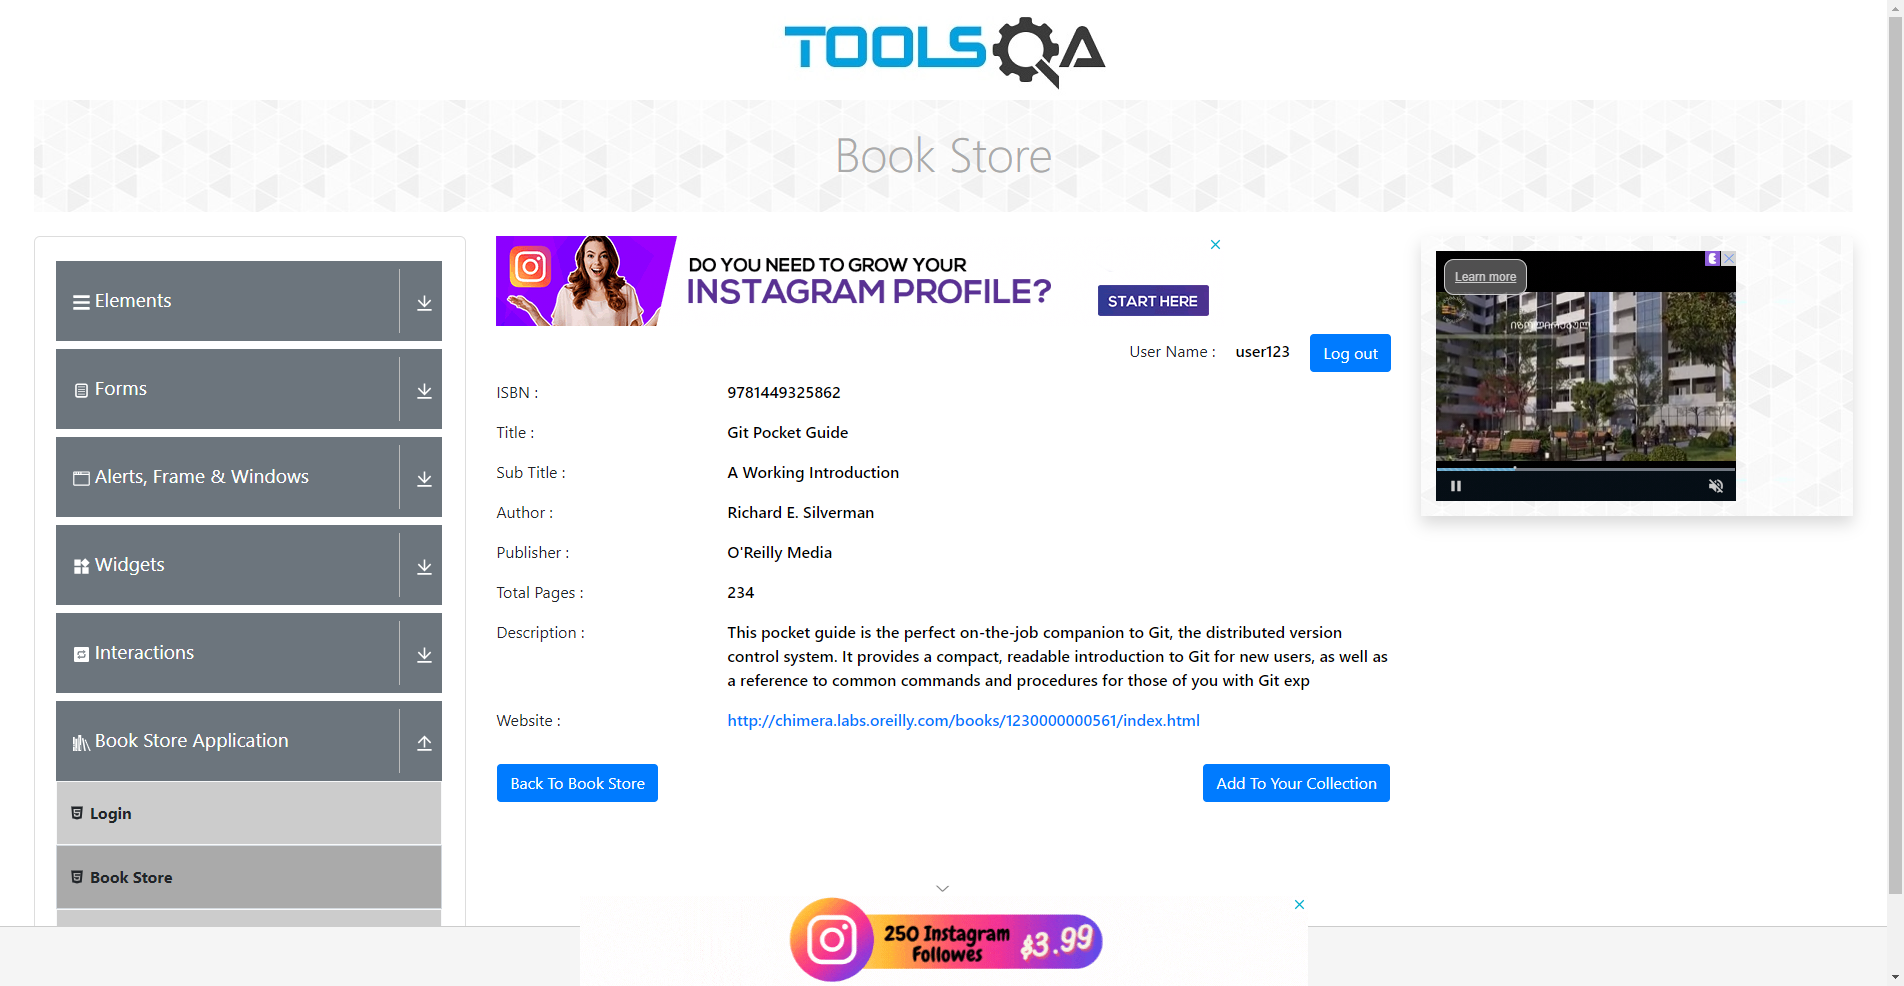 TOOLSQA
Book Store
Elements
Forms
Alerts, Frame & Windows
Widgets
Interactions
Book Store Application
Login
Book Store
DO YOU NEED TO GROW YOUR
INSTAGRAM PROFILE?
START HERE
User Name : user123 Log out
ISBN : 9781449325862
Title : Git Pocket Guide
Sub Title : A Working Introduction
Author : Richard E. Silverman
Publisher : O'Reilly Media
Total Pages : 234
Description : This pocket guide is the perfect on-the-job companion to Git, the distributed version
control system. It provides a compact, readable introduction to Git for new users, as well as
a reference to common commands and procedures for those of you with Git exp
Website : http://chimera.labs.oreilly.com/books/1230000000561/index.html
Back To Book Store Add To Your Collection
Learn more
250 Instagram
Followes
$3.99